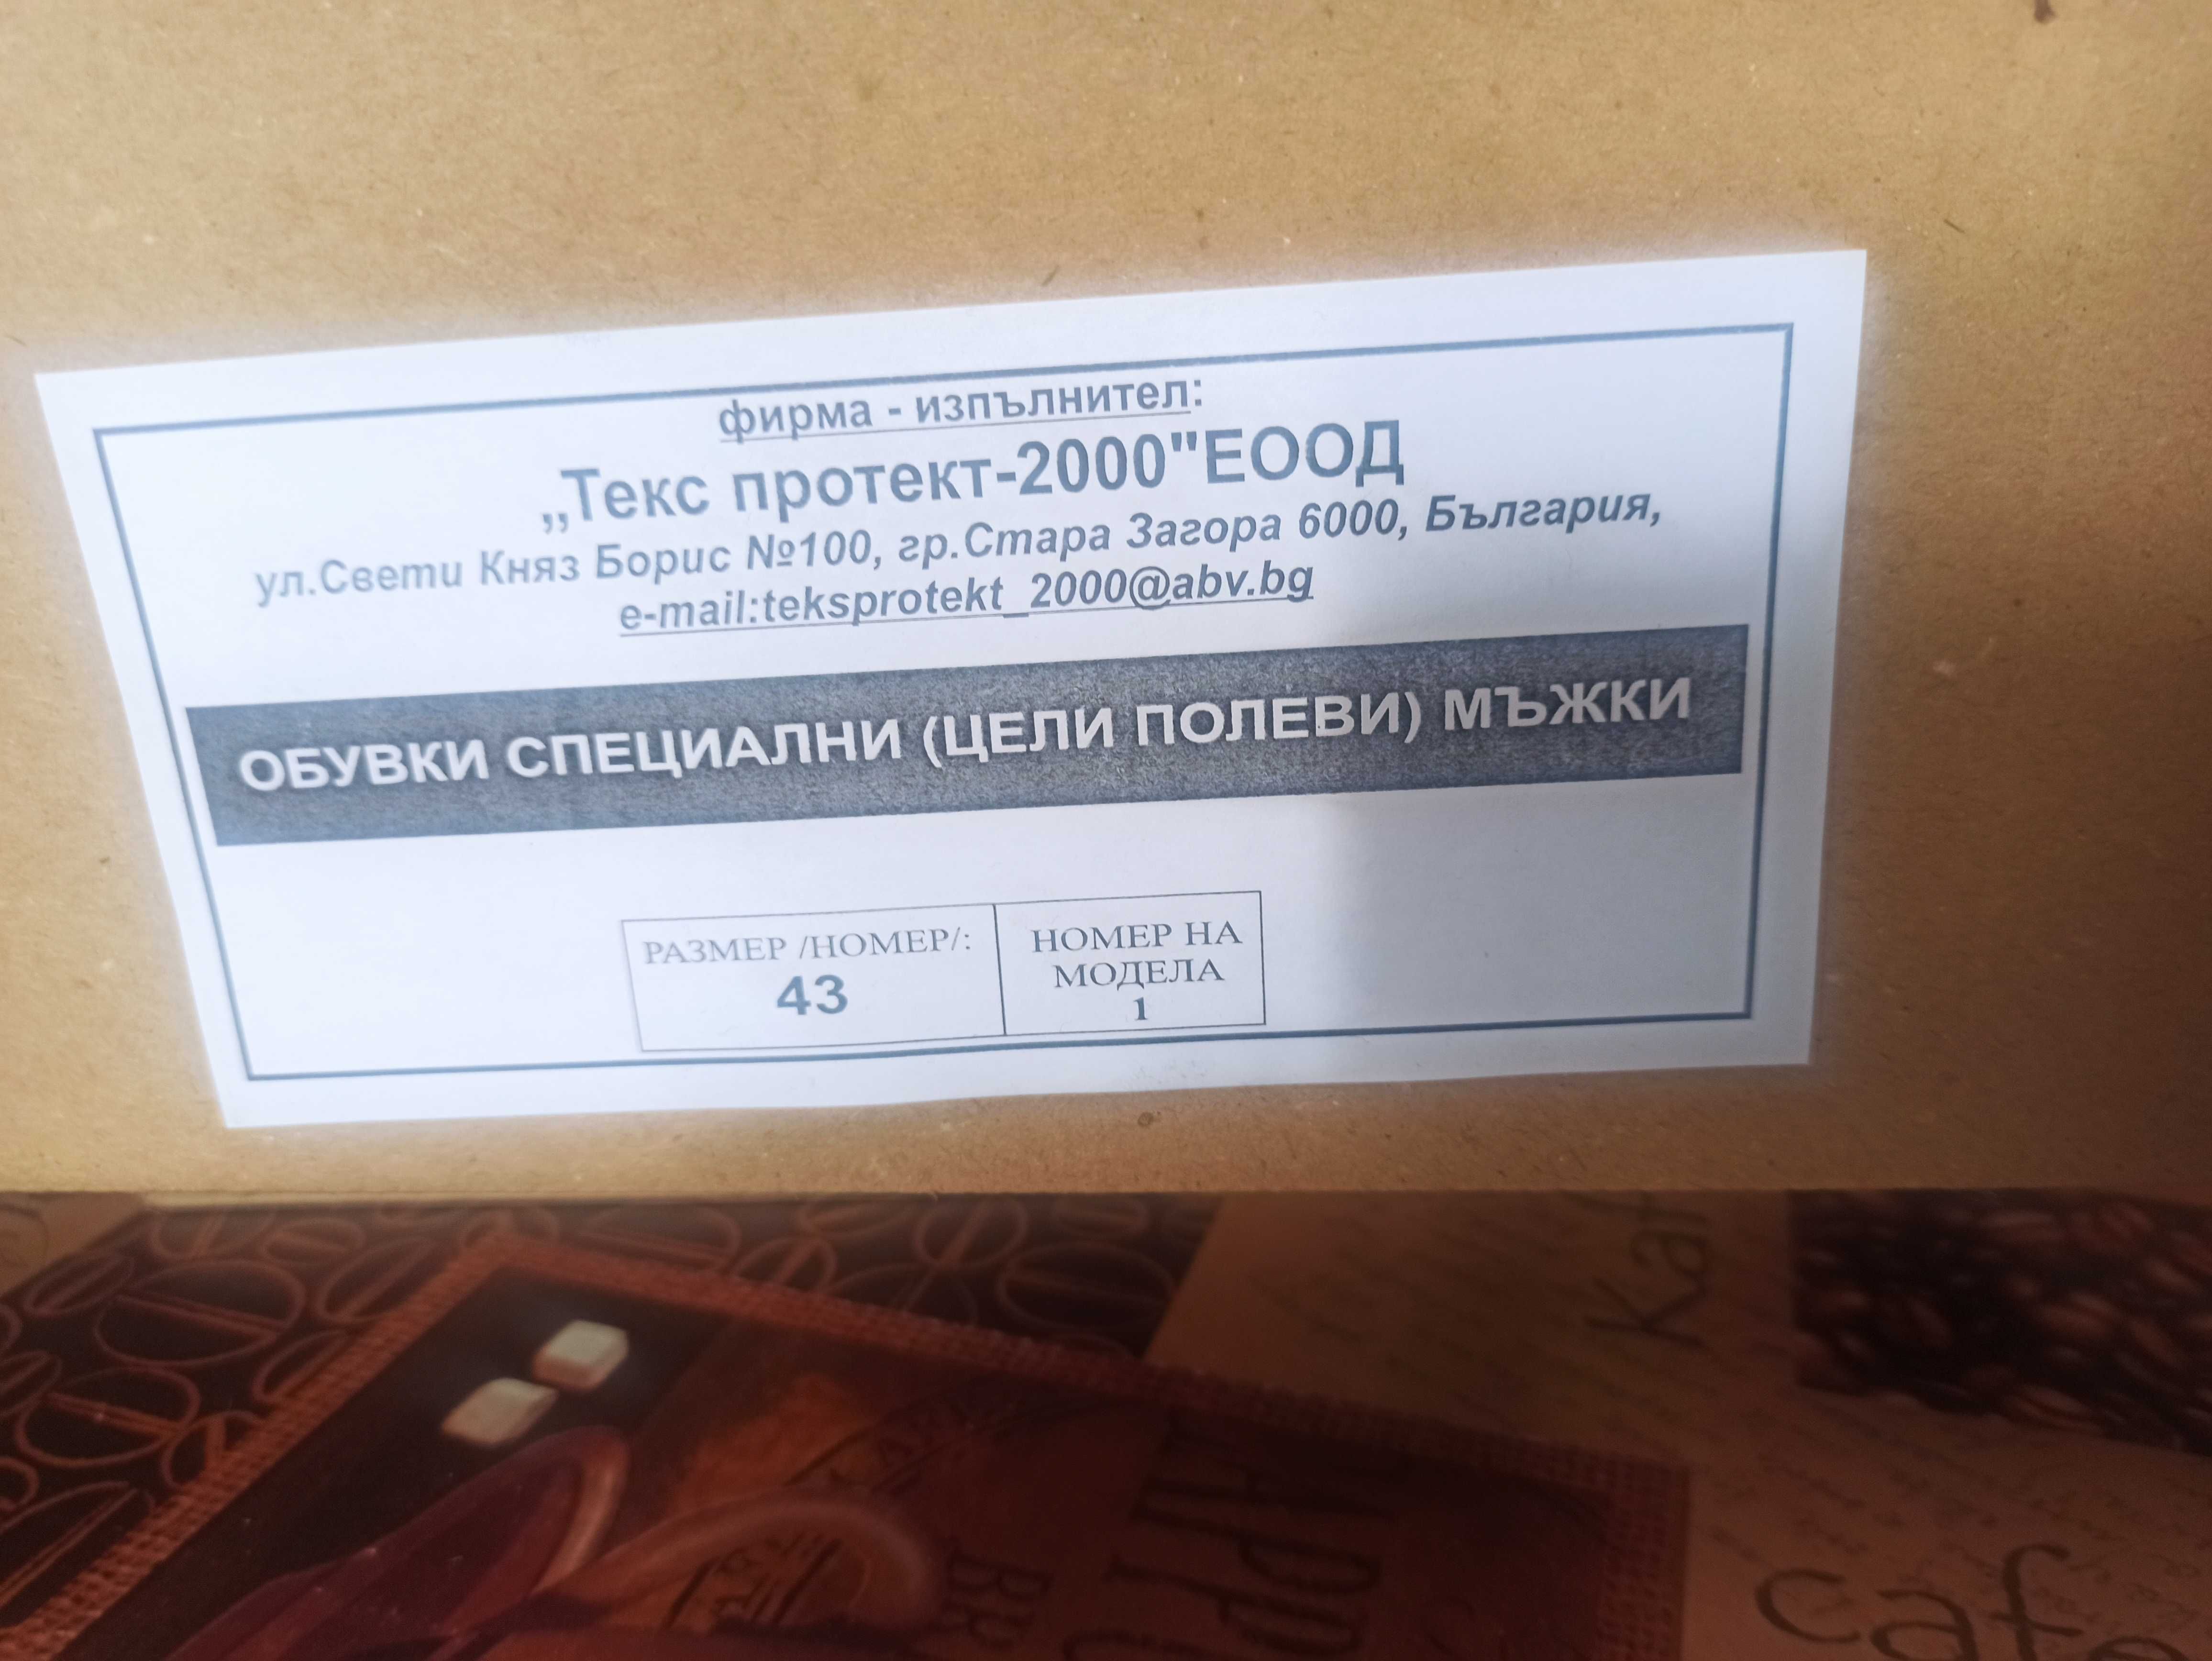 фирма - изпълнител:
„Текс протект-2000"ЕООД
ул.Свети Княз Борис №100, гр.Стара Загора 6000, България,
e-mail:teksprotekt_2000@abv.bg
ОБУВКИ СПЕЦИАЛНИ (ЦЕЛИ ПОЛЕВИ) МЪЖКИ
РАЗМЕР /НОМЕР/:
43
НОМЕР НА
МОДЕЛА
1